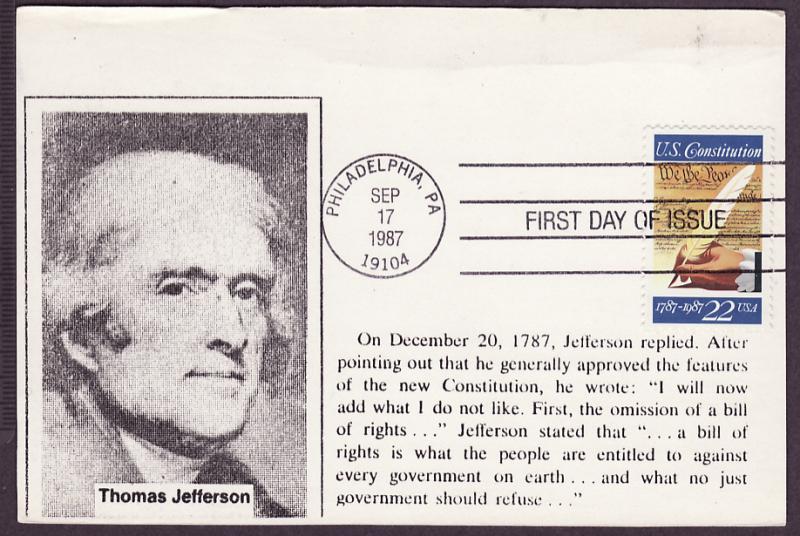 U.S. Constitution
We the People
PHILADELPHIA, PA
SEP
17
1987
19104
FIRST DAY OF ISSUE
1787-1987 22 USA
On December 20, 1787, Jefferson replied. After
pointing out that he generally approved the features
of the new Constitution, he wrote: “I will now
add what I do not like. First, the omission of a bill
of rights . . .” Jefferson stated that “. . . a bill of
rights is what the people are entitled to against
every government on earth . . . and what no just
government should refuse . . .”
Thomas Jefferson